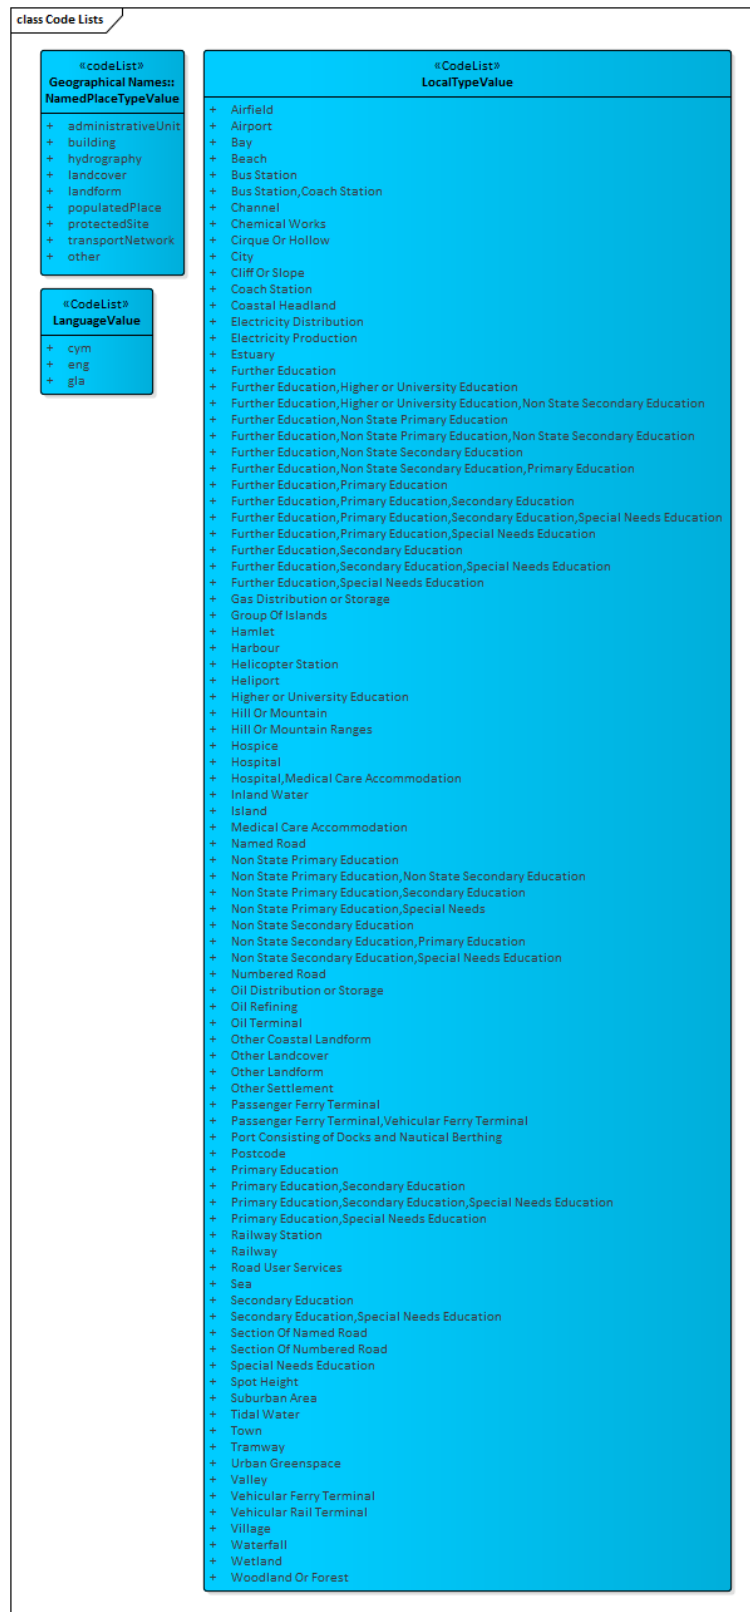 class Code Lists
«codeList»
Geographical Names::
NamedPlaceTypeValue
+ administrativeUnit
+ building
+ hydrography
+ landcover
+ landform
+ populatedPlace
+ protectedSite
+ transportNetwork
+ other
«CodeList»
LanguageValue
+ cym
+ eng
+ gla
«CodeList»
LocalTypeValue
+ Airfield
+ Airport
+ Bay
+ Beach
+ Bus Station
+ Bus Station,Coach Station
+ Channel
+ Chemical Works
+ Cirque Or Hollow
+ City
+ Cliff Or Slope
+ Coach Station
+ Coastal Headland
+ Electricity Distribution
+ Electricity Production
+ Estuary
+ Further Education
+ Further Education,Higher or University Education
+ Further Education,Higher or University Education,Non State Secondary Education
+ Further Education,Non State Primary Education
+ Further Education,Non State Primary Education,Non State Secondary Education
+ Further Education,Non State Secondary Education
+ Further Education,Non State Secondary Education,Primary Education
+ Further Education,Primary Education
+ Further Education,Primary Education,Secondary Education
+ Further Education,Primary Education,Secondary Education,Special Needs Education
+ Further Education,Primary Education,Special Needs Education
+ Further Education,Secondary Education
+ Further Education,Secondary Education,Special Needs Education
+ Further Education,Special Needs Education
+ Gas Distribution or Storage
+ Group Of Islands
+ Hamlet
+ Harbour
+ Helicopter Station
+ Heliport
+ Higher or University Education
+ Hill Or Mountain
+ Hill Or Mountain Ranges
+ Hospice
+ Hospital
+ Hospital,Medical Care Accommodation
+ Inland Water
+ Island
+ Medical Care Accommodation
+ Named Road
+ Non State Primary Education
+ Non State Primary Education,Non State Secondary Education
+ Non State Primary Education,Secondary Education
+ Non State Primary Education,Special Needs
+ Non State Secondary Education
+ Non State Secondary Education,Primary Education
+ Non State Secondary Education,Special Needs Education
+ Numbered Road
+ Oil Distribution or Storage
+ Oil Refining
+ Oil Terminal
+ Other Coastal Landform
+ Other Landcover
+ Other Landform
+ Other Settlement
+ Passenger Ferry Terminal
+ Passenger Ferry Terminal,Vehicular Ferry Terminal
+ Port Consisting of Docks and Nautical Berthing
+ Postcode
+ Primary Education
+ Primary Education,Secondary Education
+ Primary Education,Secondary Education,Special Needs Education
+ Primary Education,Special Needs Education
+ Railway Station
+ Railway
+ Road User Services
+ Sea
+ Secondary Education
+ Secondary Education,Special Needs Education
+ Section Of Named Road
+ Section Of Numbered Road
+ Special Needs Education
+ Spot Height
+ Suburban Area
+ Tidal Water
+ Town
+ Tramway
+ Urban Greenspace
+ Valley
+ Vehicular Ferry Terminal
+ Vehicular Rail Terminal
+ Village
+ Waterfall
+ Wetland
+ Woodland Or Forest